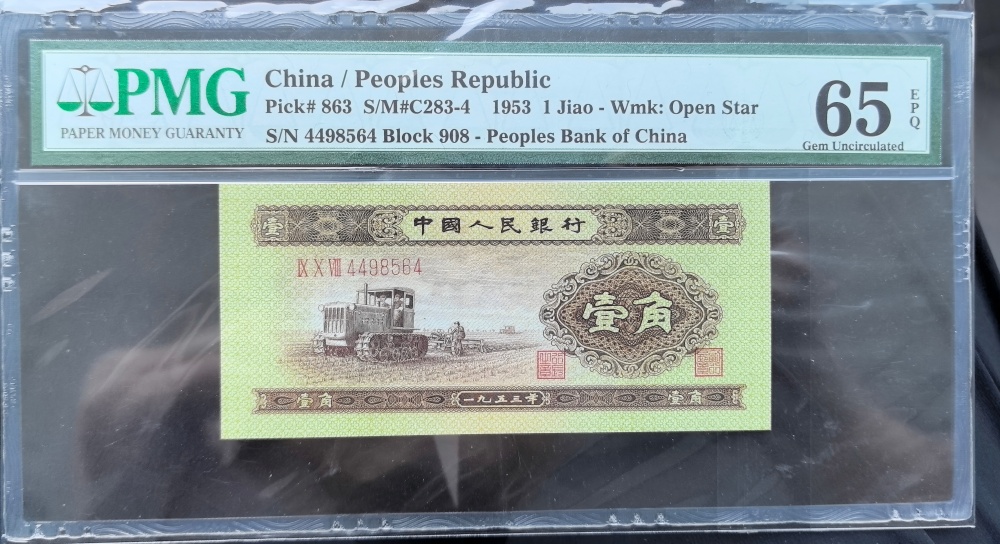 PMG
PAPER MONEY GUARANTY
China / Peoples Republic
Pick# 863 S/M#C283-4 1953 1 Jiao - Wmk: Open Star
S/N 4498564 Block 908 - Peoples Bank of China
65
EPQ
Gem Uncirculated
壹 中國人民銀行 壹
IX X VIII 4498564
壹角
壹角 一九五三年 壹角